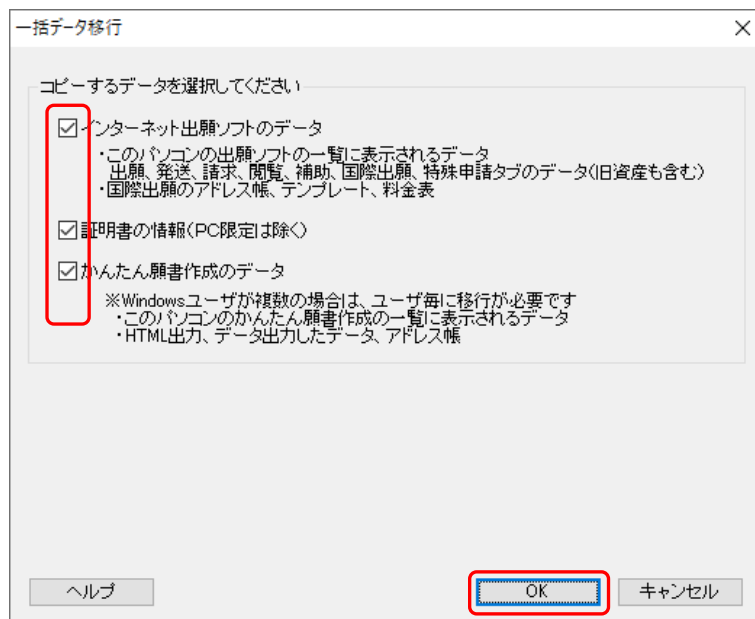 一括データ移行
コピーするデータを選択してください
インターネット出願ソフトのデータ
・このパソコンの出願ソフトの一覧に表示されるデータ
出願、発送、請求、閲覧、補助、国際出願、特殊申請タブのデータ(旧資産も含む)
・国際出願のアドレス帳、テンプレート、料金表
証明書の情報(PC限定は除く)
かんたん願書作成のデータ
※Windowsユーザが複数の場合は、ユーザ毎に移行が必要です
・このパソコンのかんたん願書作成の一覧に表示されるデータ
・HTML出力、データ出力したデータ、アドレス帳
ヘルプ
OK
キャンセル